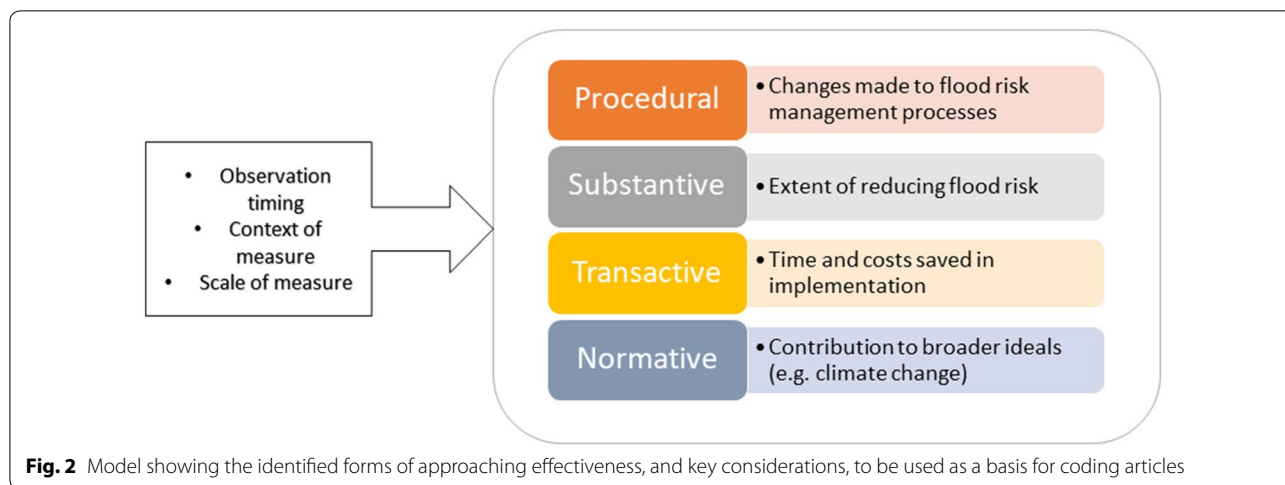 • Observation
timing
• Context of
measure
• Scale of measure
Procedural
• Changes made to flood risk
management processes
Substantive
• Extent of reducing flood risk
Transactive
• Time and costs saved in
implementation
Normative
• Contribution to broader ideals
(e.g. climate change)
Fig. 2 Model showing the identified forms of approaching effectiveness, and key considerations, to be used as a basis for coding articles